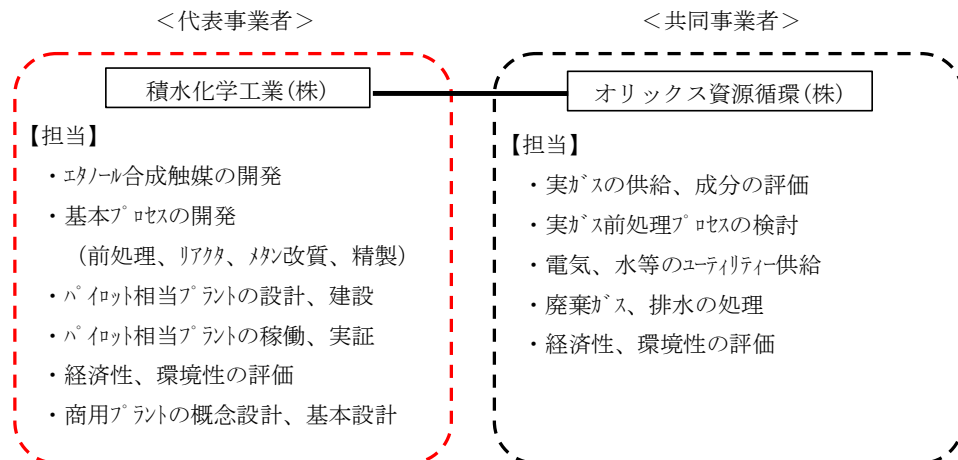 <代表事業者>
積水化学工業(株)
【担当】
・ｴﾀﾉｰﾙ合成触媒の開発
・基本ﾌﾟﾛｾｽの開発
（前処理、ﾘｱｸﾀ、ﾒﾀﾝ改質、精製）
・ﾊﾟｲﾛｯﾄ相当ﾌﾟﾗﾝﾄの設計、建設
・ﾊﾟｲﾛｯﾄ相当ﾌﾟﾗﾝﾄの稼働、実証
・経済性、環境性の評価
・商用ﾌﾟﾗﾝﾄの概念設計、基本設計
<共同事業者>
オリックス資源循環(株)
【担当】
・実ｶﾞｽの供給、成分の評価
・実ｶﾞｽ前処理ﾌﾟﾛｾｽの検討
・電気、水等のﾕｰﾃｨﾘﾃｨｰ供給
・廃棄ｶﾞｽ、排水の処理
・経済性、環境性の評価